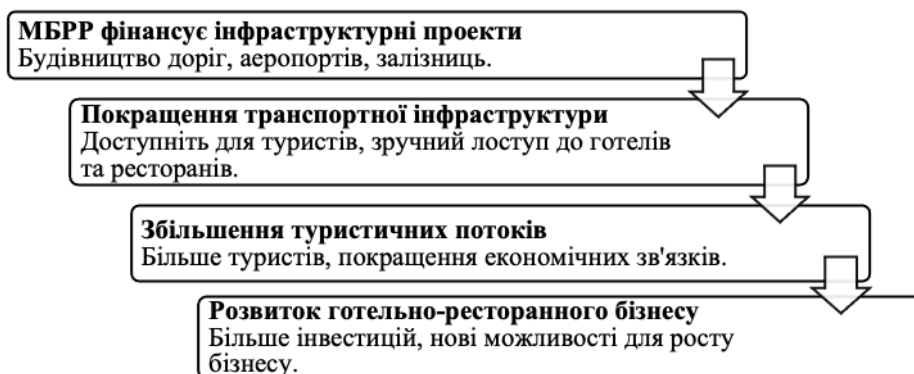 МБРР фінансує інфраструктурні проекти
Будівництво доріг, аеропортів, залізниць.
Покращення транспортної інфраструктури
Доступніть для туристів, зручний лоступ до готелів
та ресторанів.
Збільшення туристичних потоків
Більше туристів, покращення економічних зв'язків.
Розвиток готельно-ресторанного бізнесу
Більше інвестицій, нові можливості для росту
бізнесу.